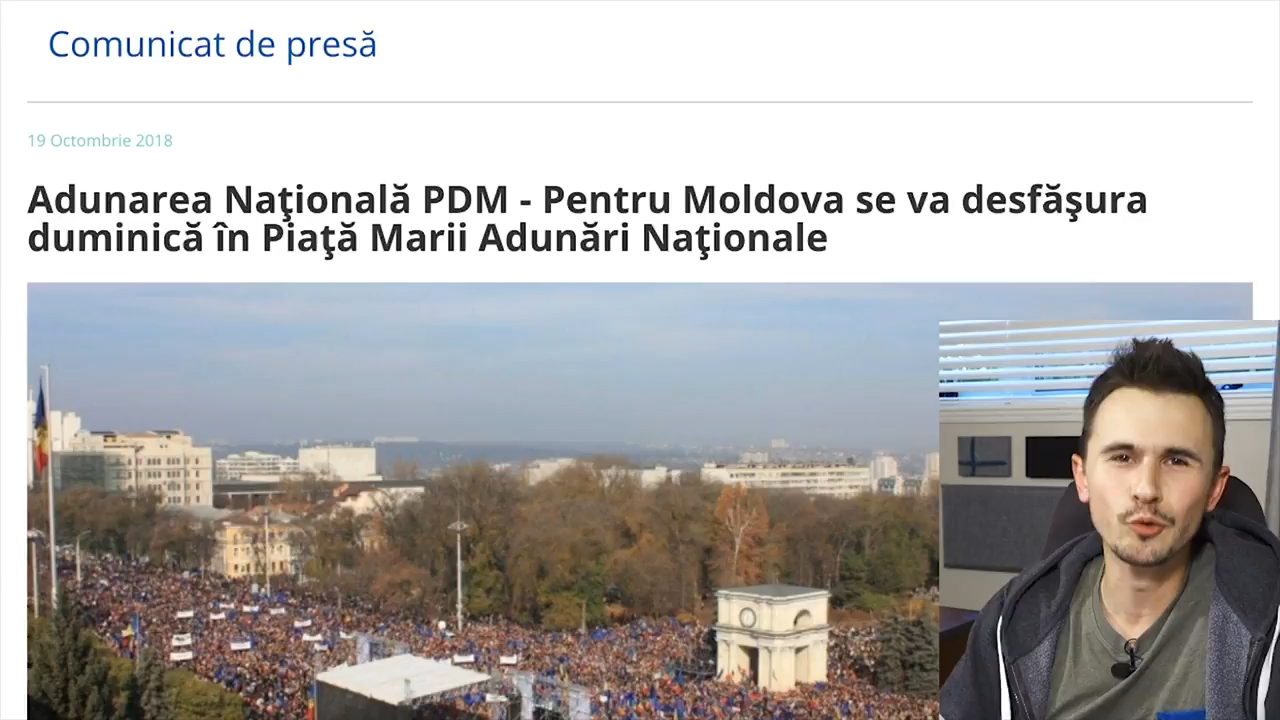 Comunicat de presă
19 Octombrie 2018
Adunarea Naţională PDM - Pentru Moldova se va desfăşura
duminică în Piaţă Marii Adunări Naţionale